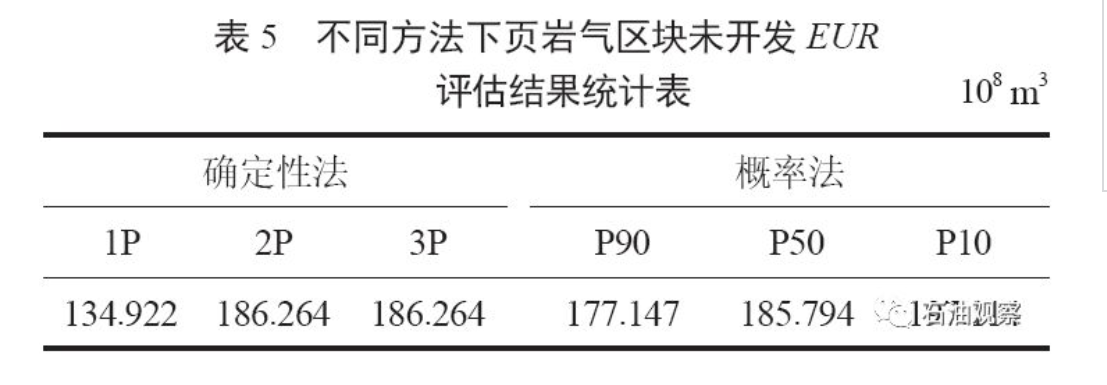 表 5 不同方法下页岩气区块未开发 EUR
评估结果统计表 10⁸ m³
确定性法 概率法
1P 2P 3P P90 P50 P10
134.922 186.264 186.264 177.147 185.794
石油观察